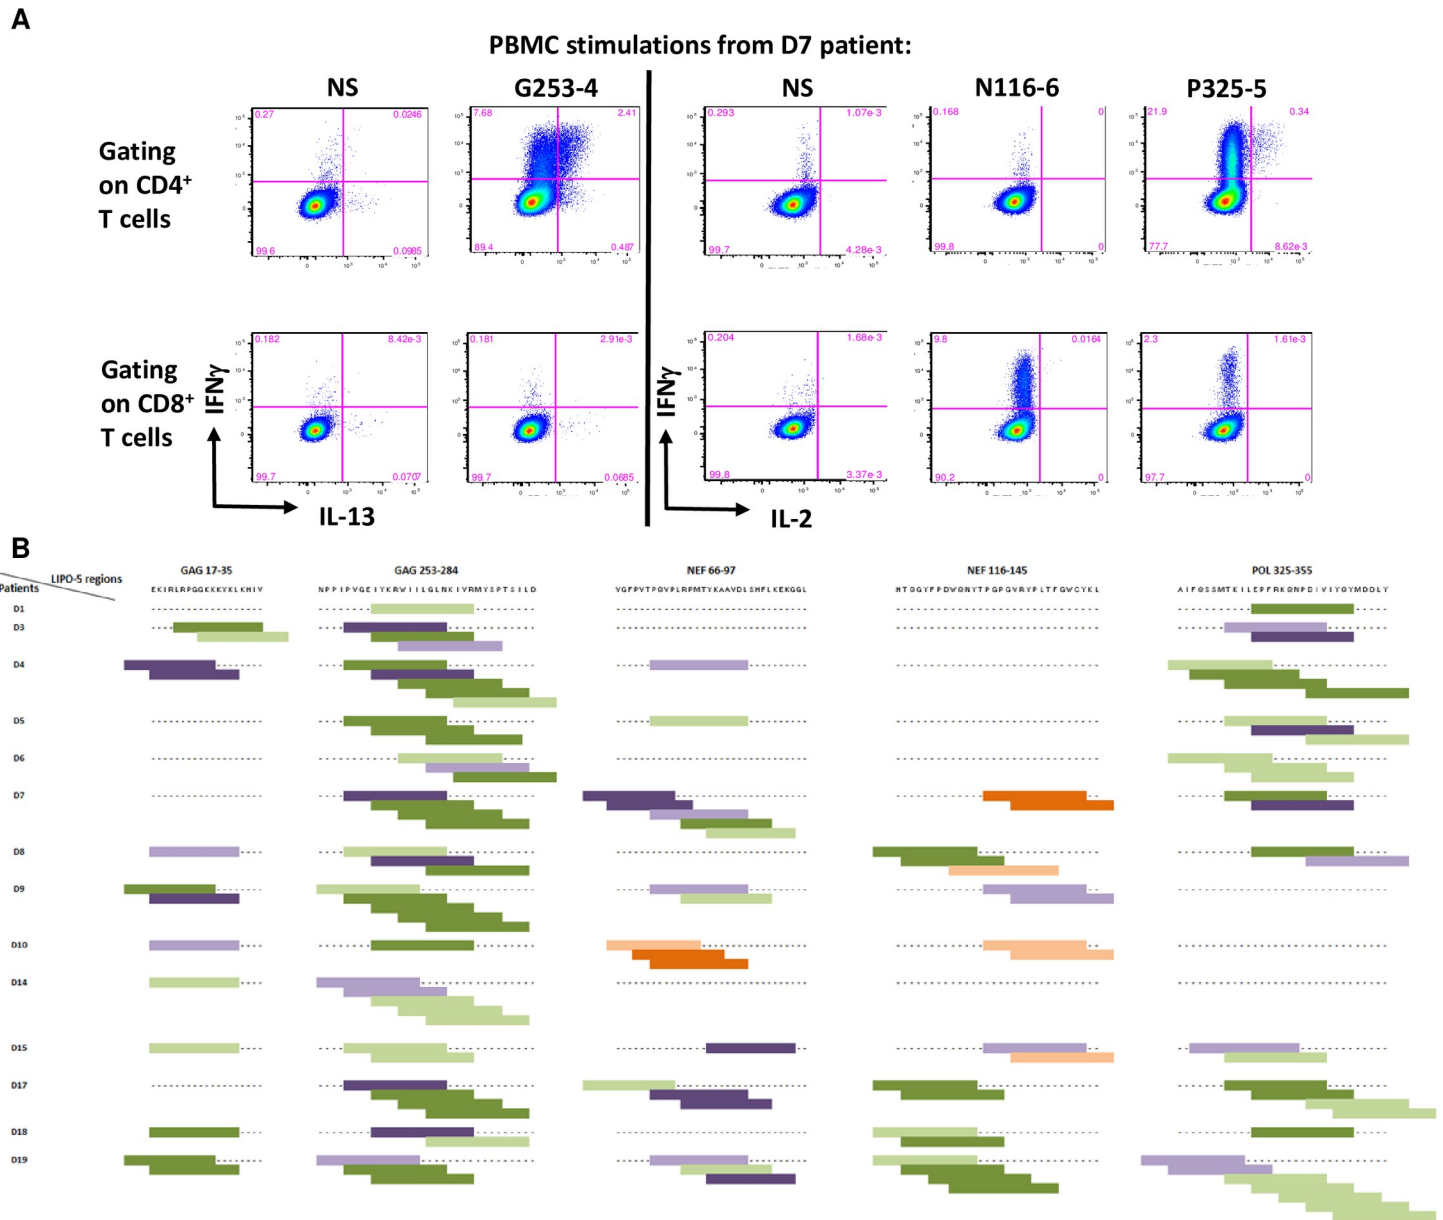 A
PBMC stimulations from D7 patient:
NS
G253-4
NS
N116-6
P325-5
Gating
on CD4+
T cells
0.27
0.0246
99.6
0.0985
7.68
2.41
89.4
0.487
0.293
1.07e-3
99.7
4.28e-3
0.168
0
99.8
0
21.9
0.34
77.7
8.62e-3
Gating
on CD8+
T cells
0.182
8.42e-3
99.7
0.0707
0.181
2.91e-3
99.7
0.0685
0.204
1.68e-3
99.8
3.37e-3
9.8
0.0164
90.2
0
2.3
1.61e-3
97.7
0
IFNγ
IL-13
IFNγ
IL-2
B
LIPO-5 regions
Patients
GAG 17-35
GAG 253-284
NEF 66-97
NEF 116-145
POL 325-355
EKIRLRPGGKKKYKLKHIV
NPPIPVGEIYKRWIILGLNKIVRMYSPTSILD
VGFPVTPQVPLRPMTYKAAVDLSHFLKEKGGL
HTQGYFPDWQNYTPGPGVRYPLTFGWCYKL
AIFQSSMTKILEPFRKQNPDIVIYQYMDDLY
D1
D3
D4
D5
D6
D7
D8
D9
D10
D14
D15
D17
D18
D19